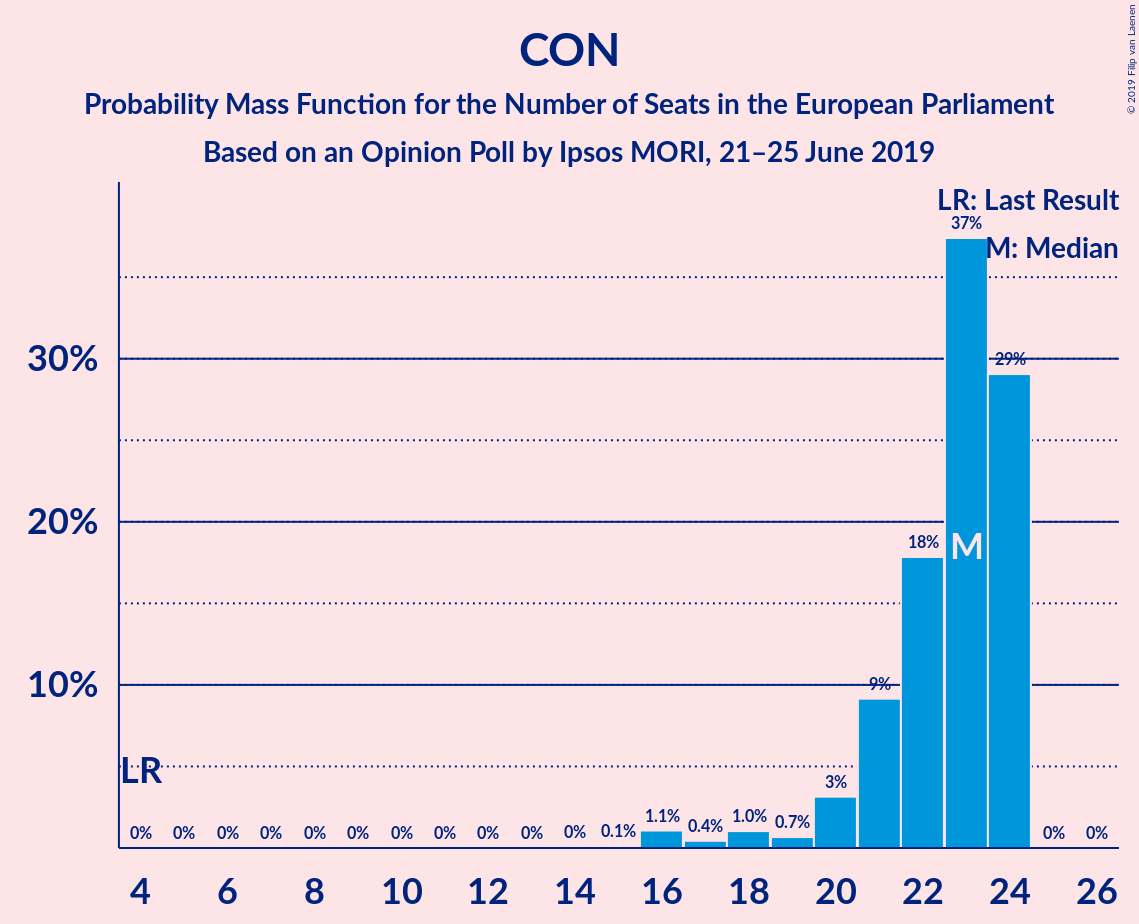 CON
Probability Mass Function for the Number of Seats in the European Parliament
Based on an Opinion Poll by Ipsos MORI, 21–25 June 2019
© 2019 Filip van Laenen
LR: Last Result
M: Median
37%
30%
29%
20%
18%
M
10%
9%
LR
3%
0% 0% 0% 0% 0% 0% 0% 0% 0% 0% 0% 0.1% 1.1% 0.4% 1.0% 0.7% 0% 0%
4 6 8 10 12 14 16 18 20 22 24 26